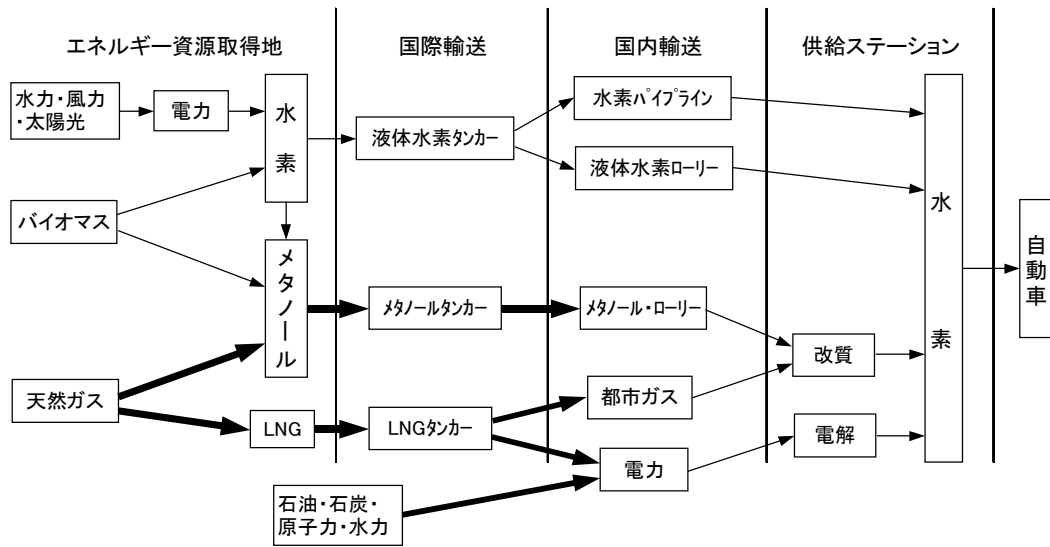 エネルギー資源取得地
国際輸送
国内輸送
供給ステーション
水力・風力
・太陽光
電力
水素
液体水素ﾀﾝｶｰ
水素ﾊﾟｲﾌﾟﾗｲﾝ
液体水素ﾛｰﾘｰ
水素
自動車
バイオマス
メタノール
ﾒﾀﾉｰﾙﾀﾝｶｰ
ﾒﾀﾉｰﾙ・ﾛｰﾘｰ
改質
天然ガス
都市ガス
LNG
LNGﾀﾝｶｰ
電解
電力
石油・石炭・
原子力・水力